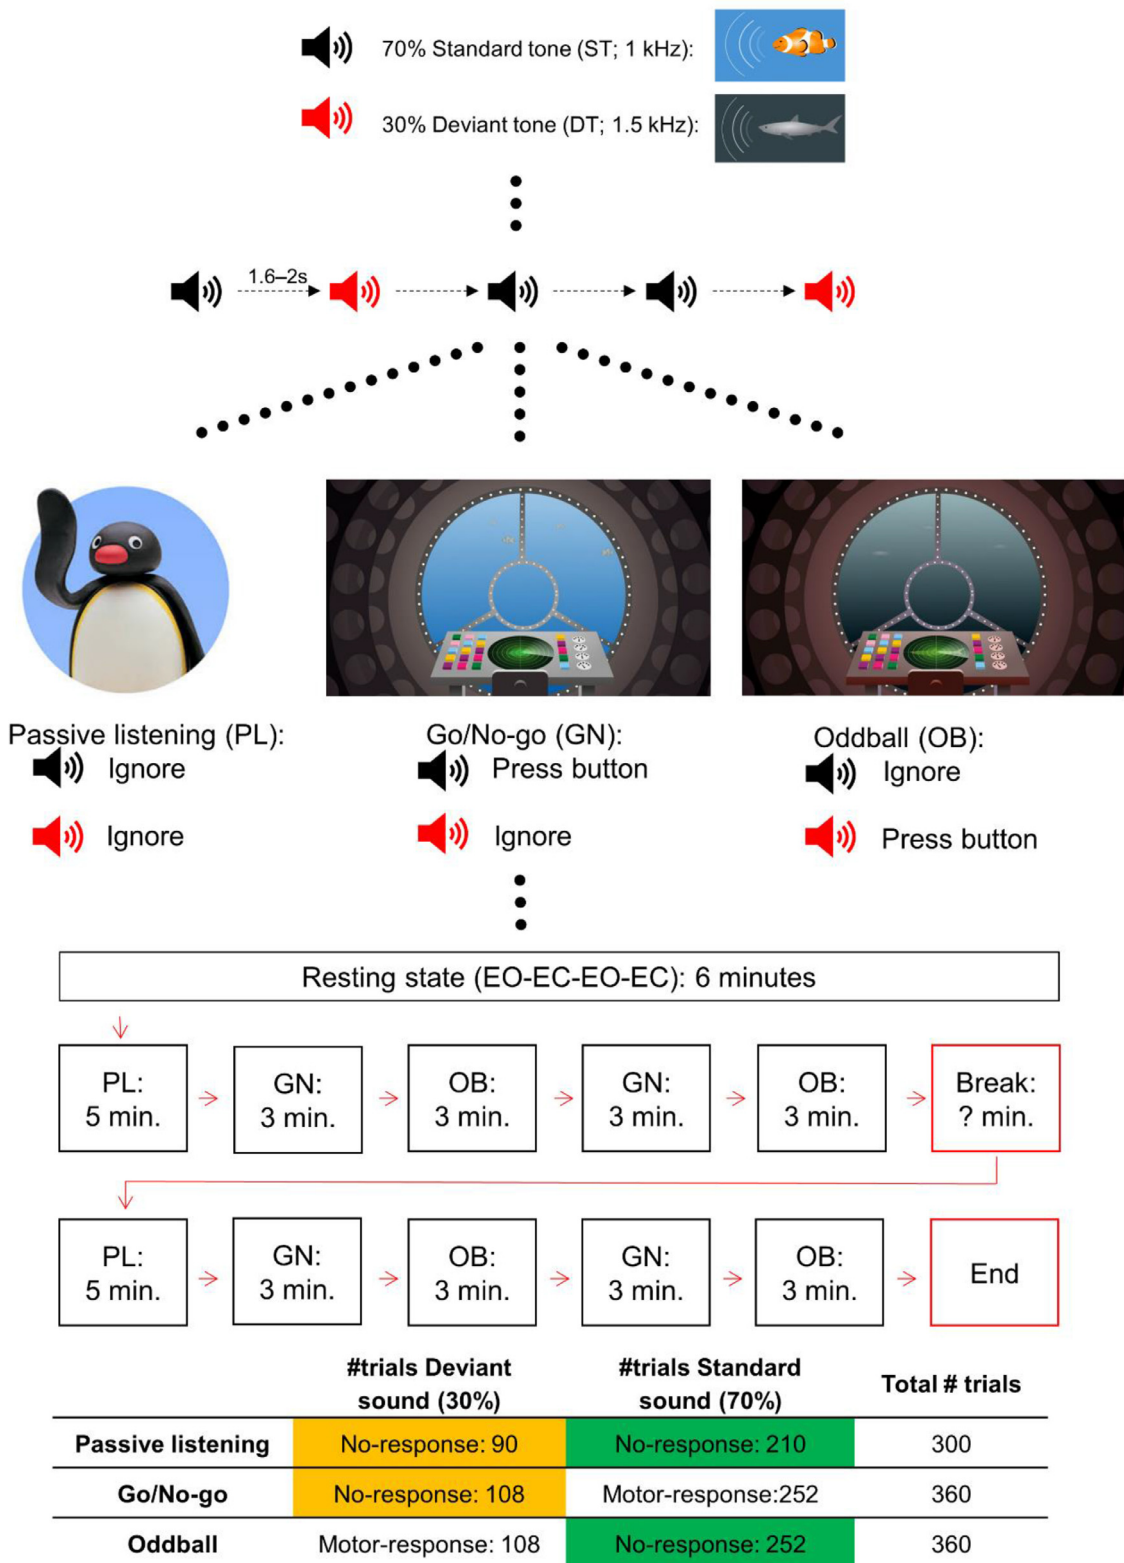 70% Standard tone (ST; 1 kHz):
30% Deviant tone (DT; 1.5 kHz):
1.6–2s
Passive listening (PL):
Ignore
Ignore
Go/No-go (GN):
Press button
Ignore
Oddball (OB):
Ignore
Press button
Resting state (EO-EC-EO-EC): 6 minutes
PL:
5 min.
GN:
3 min.
OB:
3 min.
GN:
3 min.
OB:
3 min.
Break:
? min.
PL:
5 min.
GN:
3 min.
OB:
3 min.
GN:
3 min.
OB:
3 min.
End
#trials Deviant
sound (30%)
#trials Standard
sound (70%)
Total # trials
Passive listening No-response: 90 No-response: 210 300
Go/No-go No-response: 108 Motor-response:252 360
Oddball Motor-response: 108 No-response: 252 360